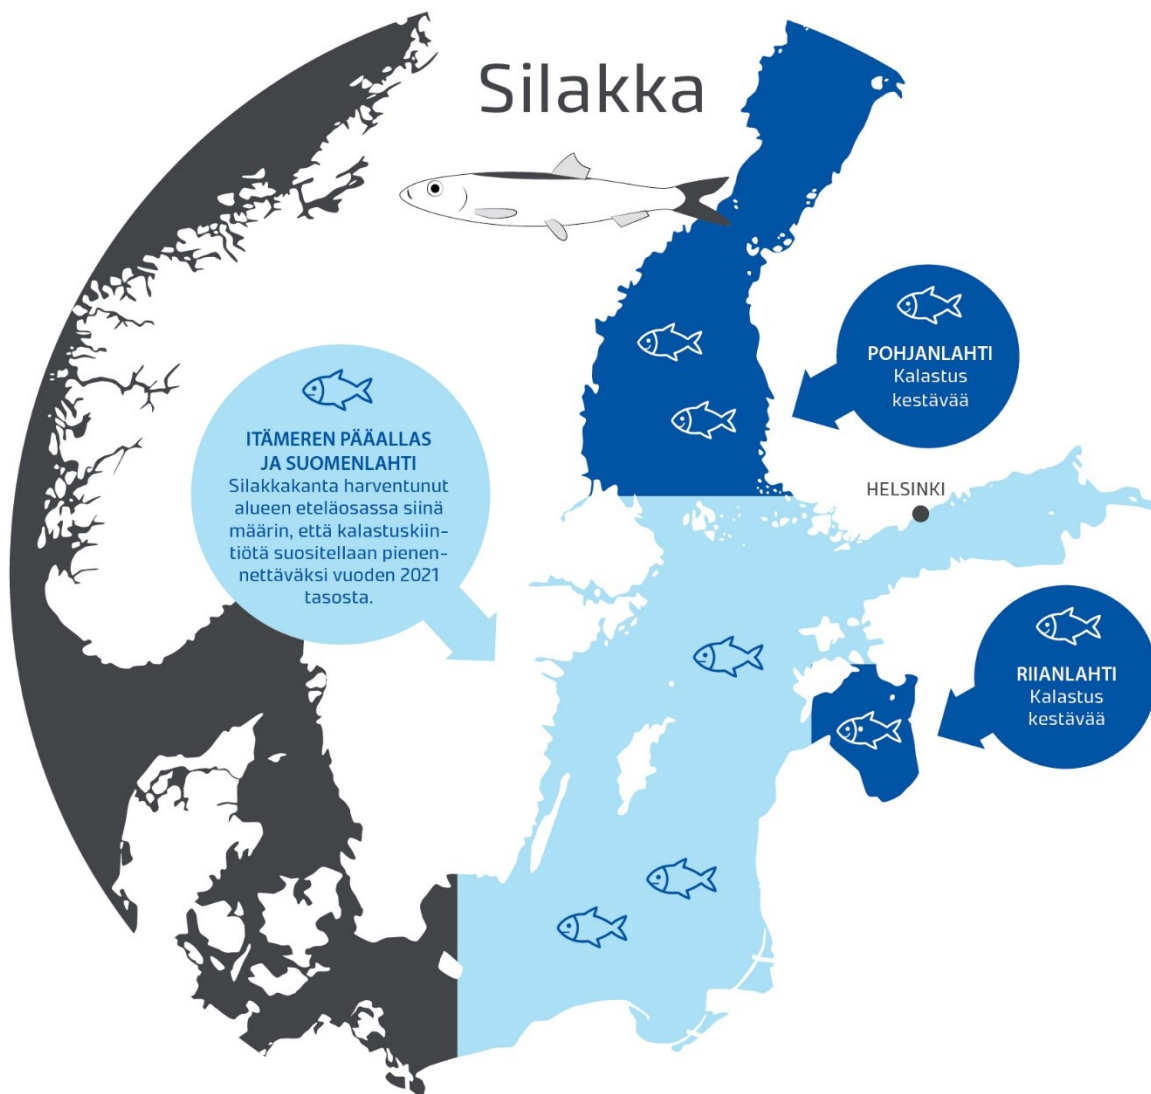 Silakka
POHJANLAHTI
Kalastus
kestävää
ITÄMEREN PÄÄALLAS
JA SUOMENLAHTI
Silakkakanta harventunut
alueen eteläosassa siinä
määrin, että kalastuskiin-
tiötä suositellaan pienen-
nettäväksi vuoden 2021
tasosta.
HELSINKI
RIIANLAHTI
Kalastus
kestävää